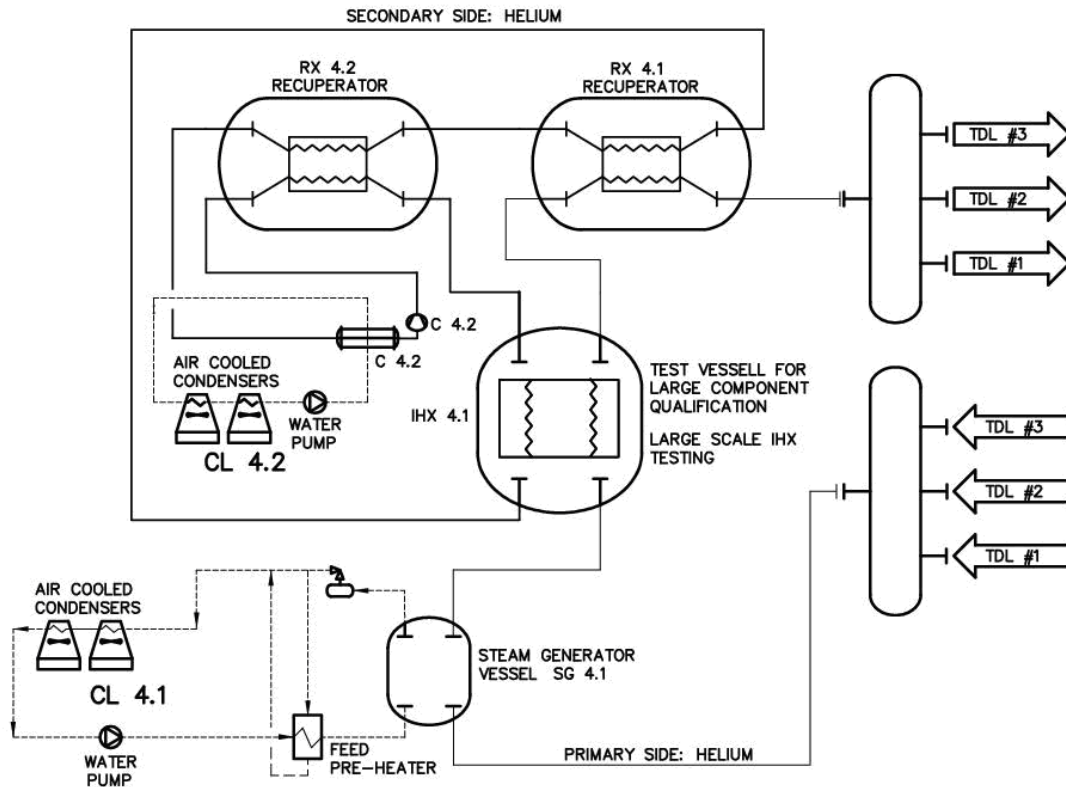 SECONDARY SIDE: HELIUM
RX 4.2
RECUPERATOR
RX 4.1
RECUPERATOR
TDL #3
TDL #2
TDL #1
C 4.2
C 4.2
AIR COOLED
CONDENSERS
WATER
PUMP
CL 4.2
IHX 4.1
TEST VESSELL FOR
LARGE COMPONENT
QUALIFICATION
LARGE SCALE IHX
TESTING
TDL #3
TDL #2
TDL #1
AIR COOLED
CONDENSERS
CL 4.1
WATER
PUMP
FEED
PRE-HEATER
STEAM GENERATOR
VESSEL SG 4.1
PRIMARY SIDE: HELIUM